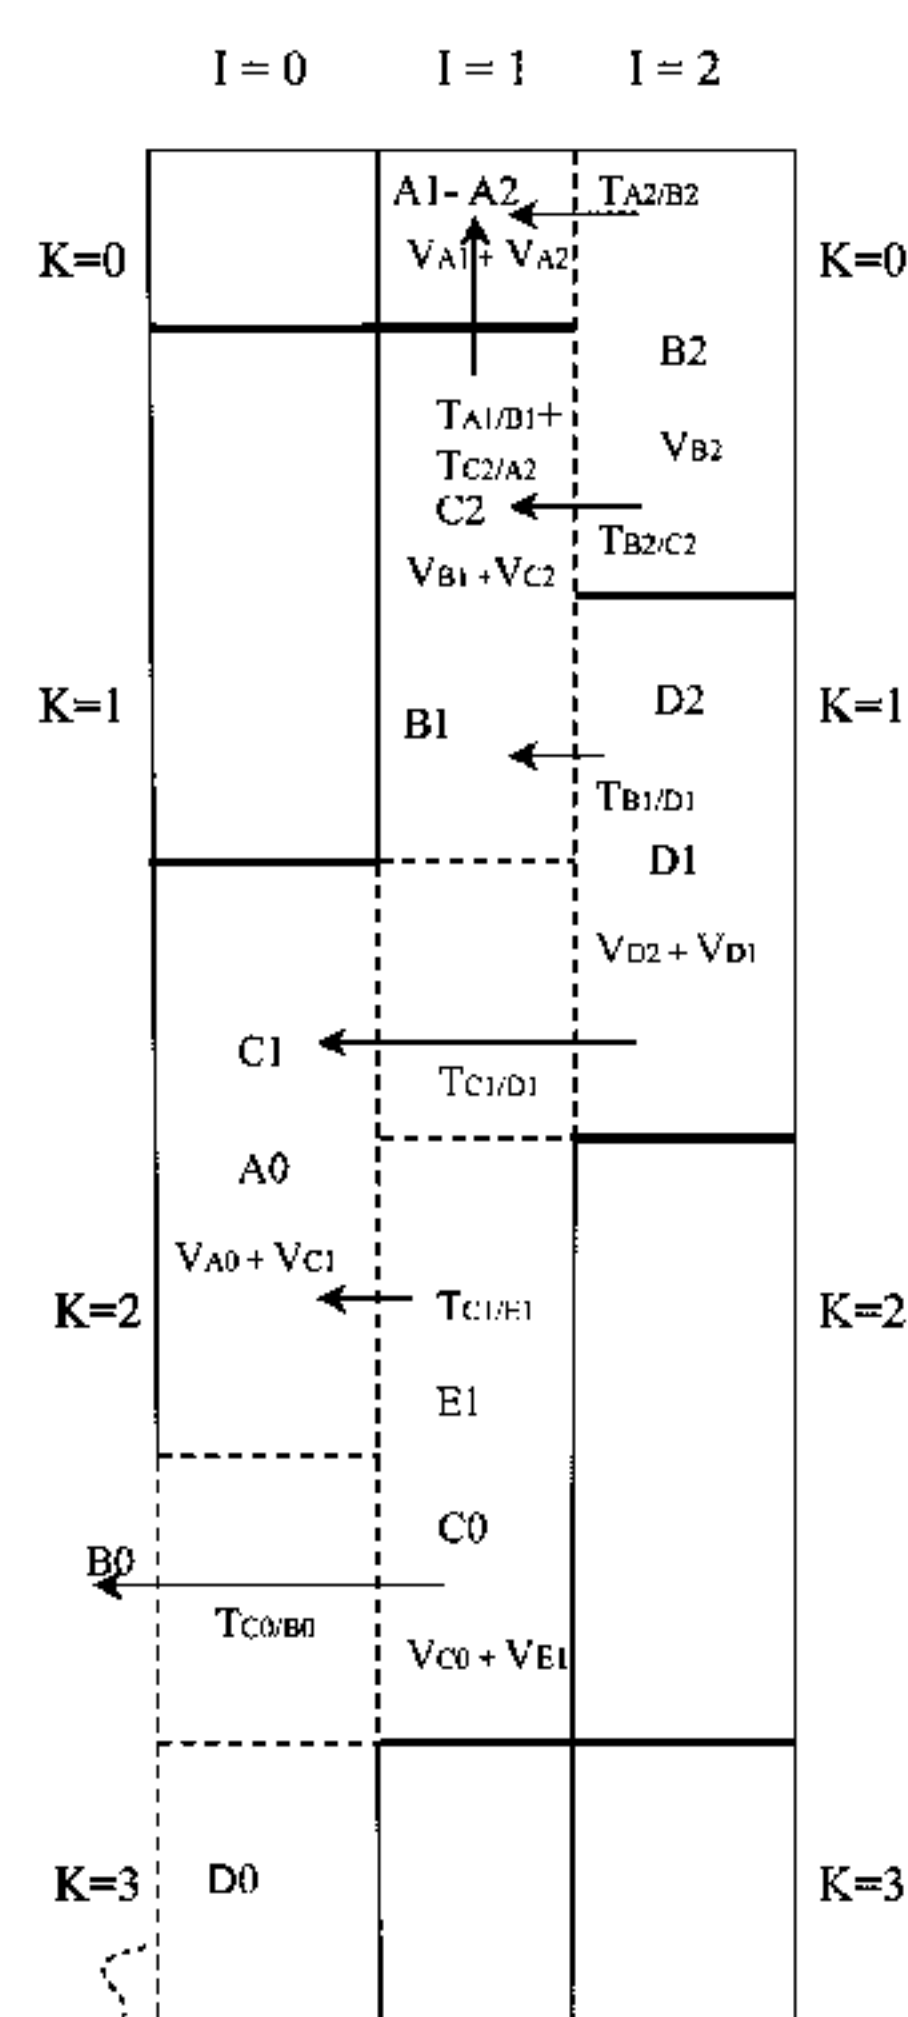 I = 0 I = 1 I = 2
A1- A2 TA2/B2
K=0 VA1 + VA2 K=0
B2
TA1/B1+
VB2
TC2/A2
C2
TB2/C2
VB1 +VC2
K=1 D2 K=1
B1
TB1/D1
D1
VD2 + VD1
C1
TC1/D1
A0
VA0 + VC1
K=2 TC1/E1 K=2
E1
C0
B0
TC0/B0
VC0 + VE1
K=3 D0 K=3